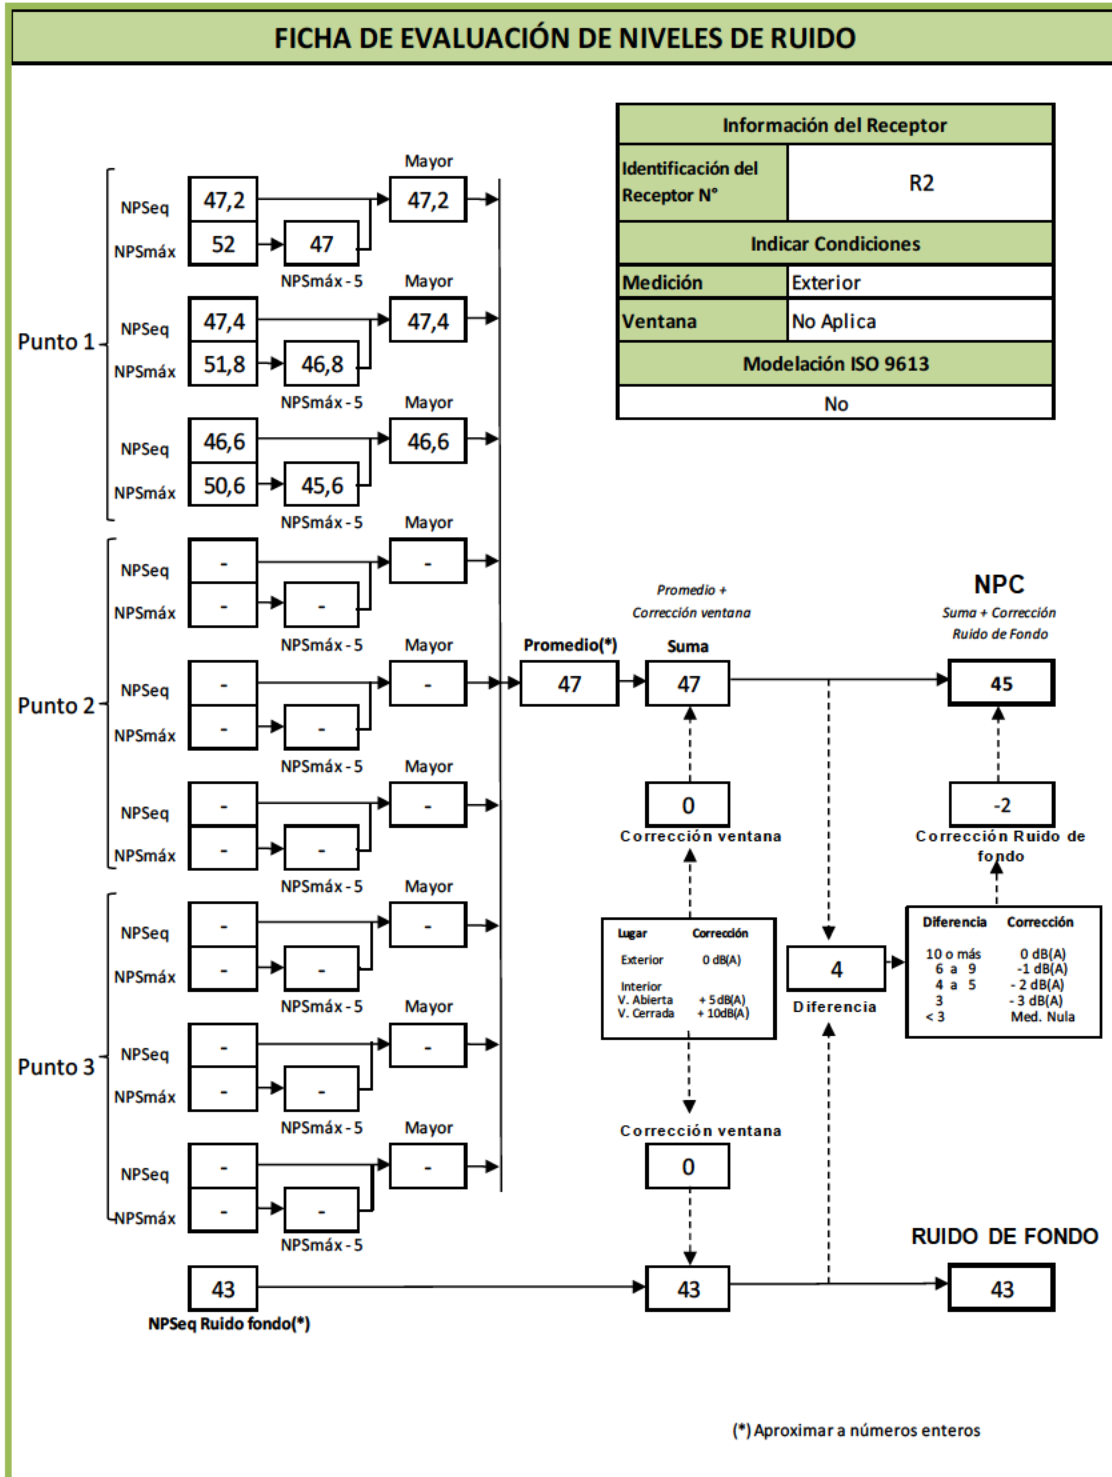 FICHA DE EVALUACIÓN DE NIVELES DE RUIDO
Información del Receptor
Identificación del
Receptor N°
R2
Indicar Condiciones
Medición Exterior
Ventana No Aplica
Modelación ISO 9613
No
Punto 1
Mayor
NPSeq 47,2 47,2
NPSmáx 52 47
NPSmáx - 5
Mayor
NPSeq 47,4 47,4
NPSmáx 51,8 46,8
NPSmáx - 5
Mayor
NPSeq 46,6 46,6
NPSmáx 50,6 45,6
NPSmáx - 5
Punto 2
Mayor
NPSeq - -
NPSmáx - -
NPSmáx - 5
Mayor
NPSeq - -
NPSmáx - -
NPSmáx - 5
Mayor
NPSeq - -
NPSmáx - -
NPSmáx - 5
Punto 3
Mayor
NPSeq - -
NPSmáx - -
NPSmáx - 5
Mayor
NPSeq - -
NPSmáx - -
NPSmáx - 5
Mayor
NPSeq - -
NPSmáx - -
NPSmáx - 5
Promedio(*)
47
Promedio +
Corrección ventana
Suma
47
NPC
Suma + Corrección
Ruido de Fondo
45
0
Corrección ventana
-2
Corrección Ruido de
fondo
Lugar Corrección
Exterior 0 dB(A)
Interior
V. Abierta + 5 dB(A)
V. Cerrada + 10dB(A)
4
Diferencia
Diferencia Corrección
10 o más 0 dB(A)
6 a 9 -1 dB(A)
4 a 5 - 2 dB(A)
3 - 3 dB(A)
< 3 Med. Nula
Corrección ventana
0
43
NPSeq Ruido fondo(*)
43
RUIDO DE FONDO
43
(*) Aproximar a números enteros